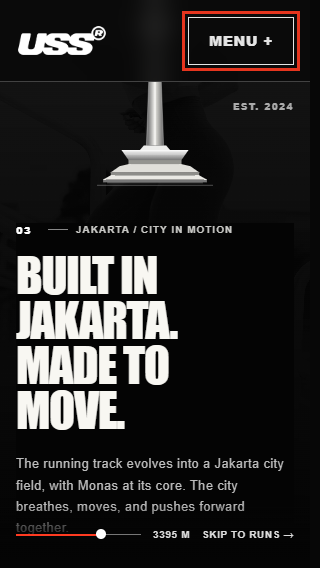 USS®
MENU +
EST. 2024
03
JAKARTA / CITY IN MOTION
BUILT IN
JAKARTA.
MADE TO
MOVE.
The running track evolves into a Jakarta city
field, with Monas at its core. The city
breathes, moves, and pushes forward
together.
3395 M
SKIP TO RUNS →